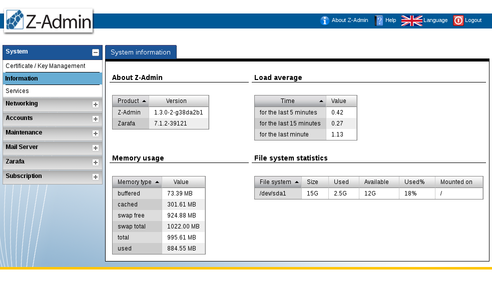 Z-Admin
About Z-Admin Help Language Logout
System
Certificate / Key Management
Information
Services
Networking
Accounts
Maintenance
Mail Server
Zarafa
Subscription
System information
About Z-Admin
Product Version
Z-Admin 1.3.0-2-g38da2b1
Zarafa 7.1.2-39121
Load average
Time Value
for the last 5 minutes 0.42
for the last 15 minutes 0.27
for the last minute 1.13
Memory usage
Memory type Value
buffered 73.39 MB
cached 301.61 MB
swap free 924.88 MB
swap total 1022.00 MB
total 995.61 MB
used 884.55 MB
File system statistics
File system Size Used Available Used% Mounted on
/dev/sda1 15G 2.5G 12G 18% /